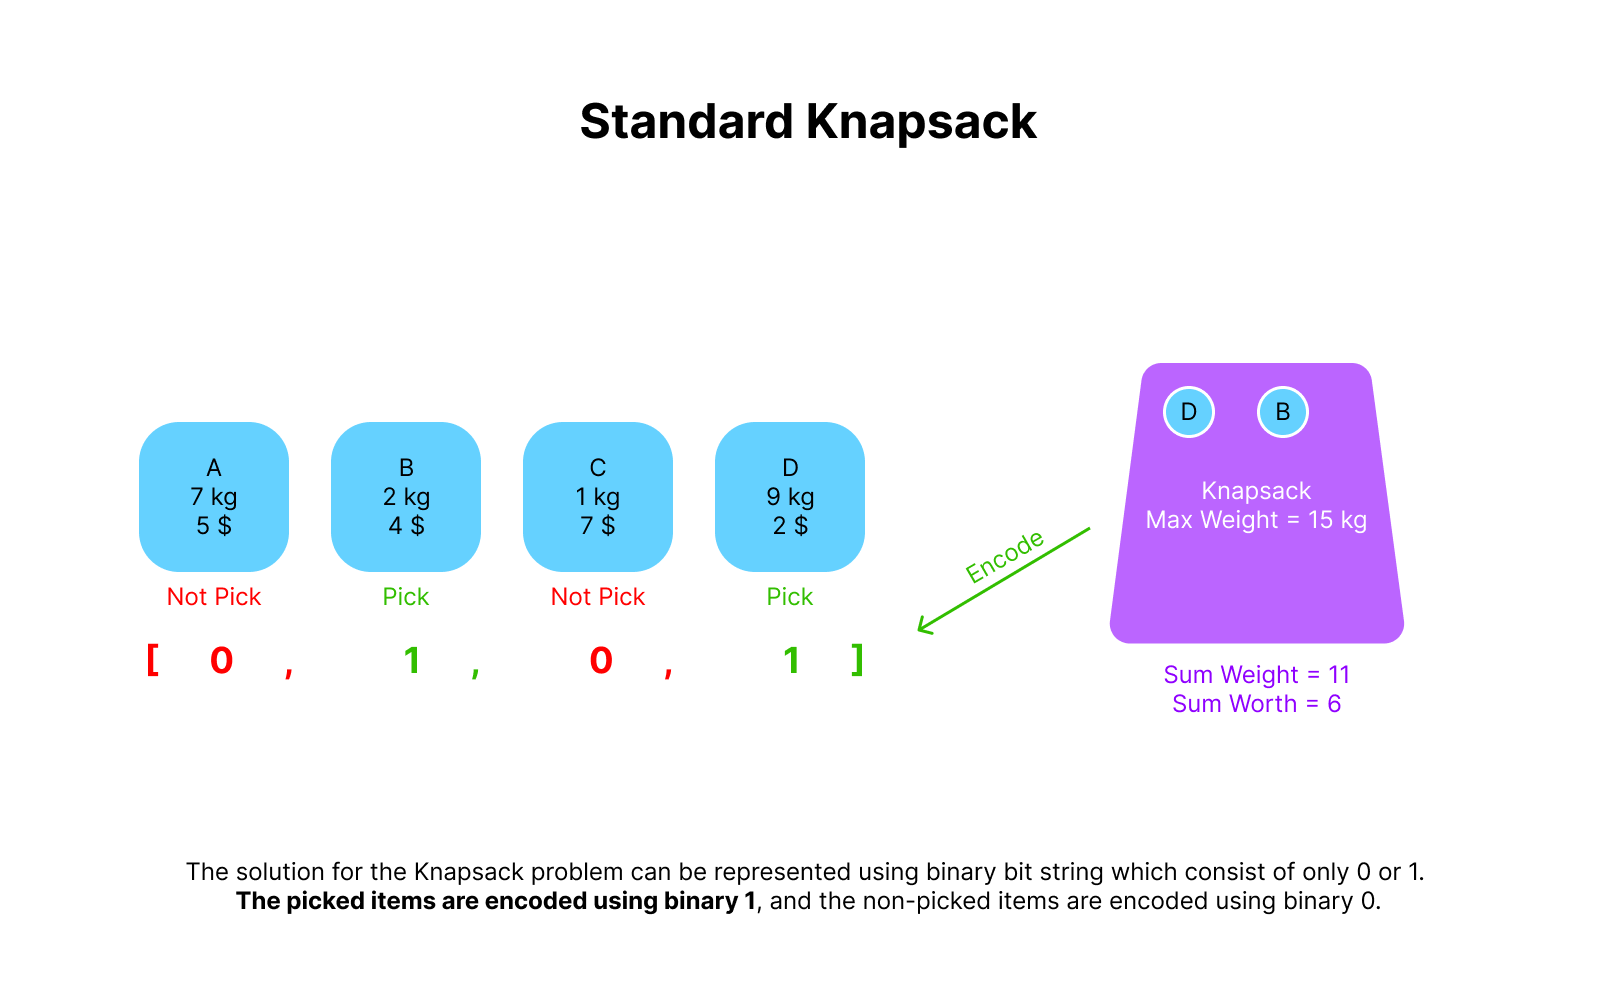 Standard Knapsack
A
7 kg
5 $
B
2 kg
4 $
C
1 kg
7 $
D
9 kg
2 $
Not Pick
Pick
Not Pick
Pick
[ 0 , 1 , 0 , 1 ]
Encode
D
B
Knapsack
Max Weight = 15 kg
Sum Weight = 11
Sum Worth = 6
The solution for the Knapsack problem can be represented using binary bit string which consist of only 0 or 1.
The picked items are encoded using binary 1, and the non-picked items are encoded using binary 0.